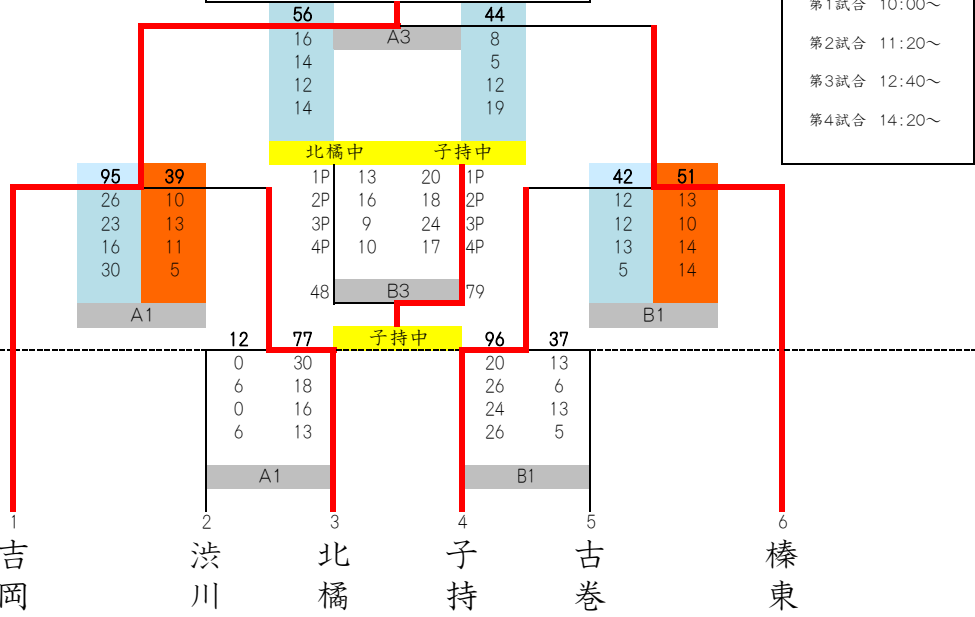 第1試合 10:00～
第2試合 11:20～
第3試合 12:40～
第4試合 14:20～
56 44
16 A3 8
14 5
12 12
14 19
北橘中 子持中
1P 13 20 1P
2P 16 18 2P
3P 9 24 3P
4P 10 17 4P
48 B3 79
子持中
95 39
26 10
23 13
16 11
30 5
A1
42 51
12 13
12 10
13 14
5 14
B1
12 77
0 30
6 18
0 16
6 13
A1
96 37
20 13
26 6
24 13
26 5
B1
1 2 3 4 5 6
吉岡
渋川
北橘
子持
古巻
榛東